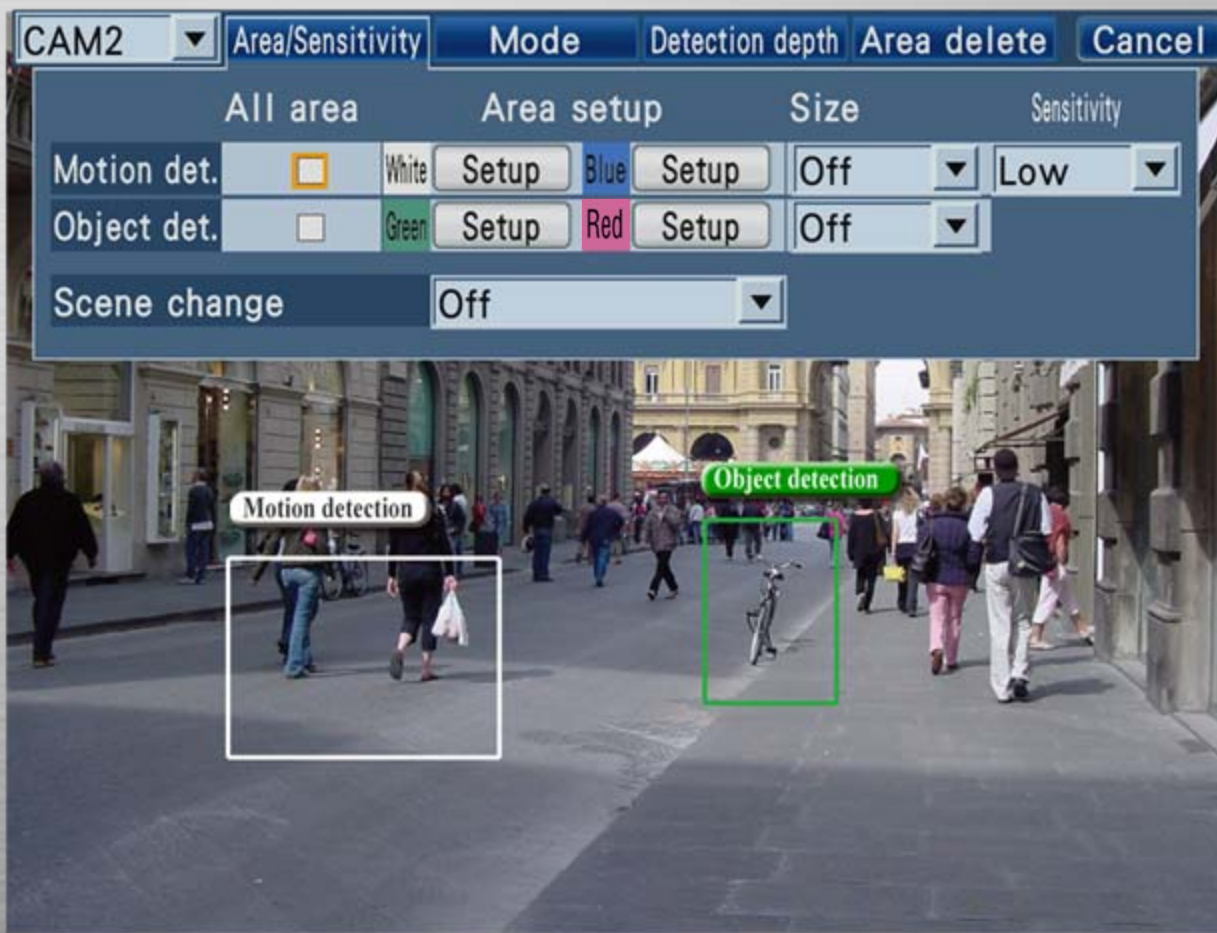 CAM2 Area/Sensitivity Mode Detection depth Area delete Cancel
All area Area setup Size Sensitivity
Motion det. White Setup Blue Setup Off Low
Object det. Green Setup Red Setup Off
Scene change Off
Object detection
Motion detection